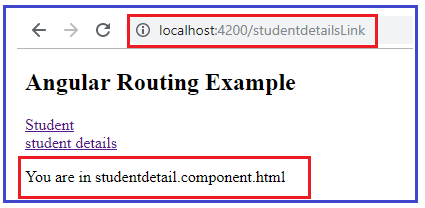 localhost:4200/studentdetailsLink
Angular Routing Example
Student
student details
You are in studentdetail.component.html